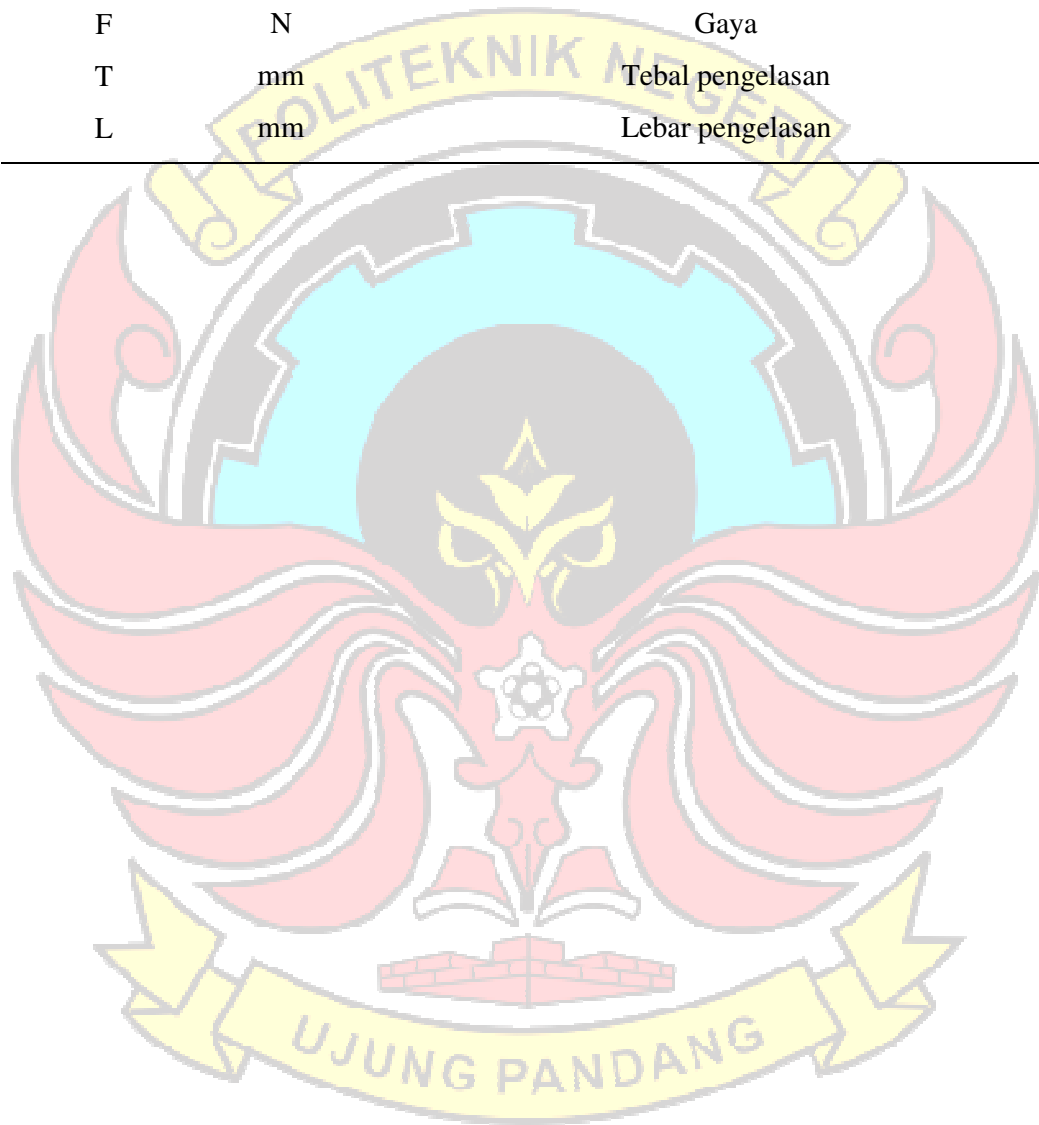 F N Gaya
POLITEKNIK NEGERI
T mm Tebal pengelasan
L mm Lebar pengelasan
UJUNG PANDANG